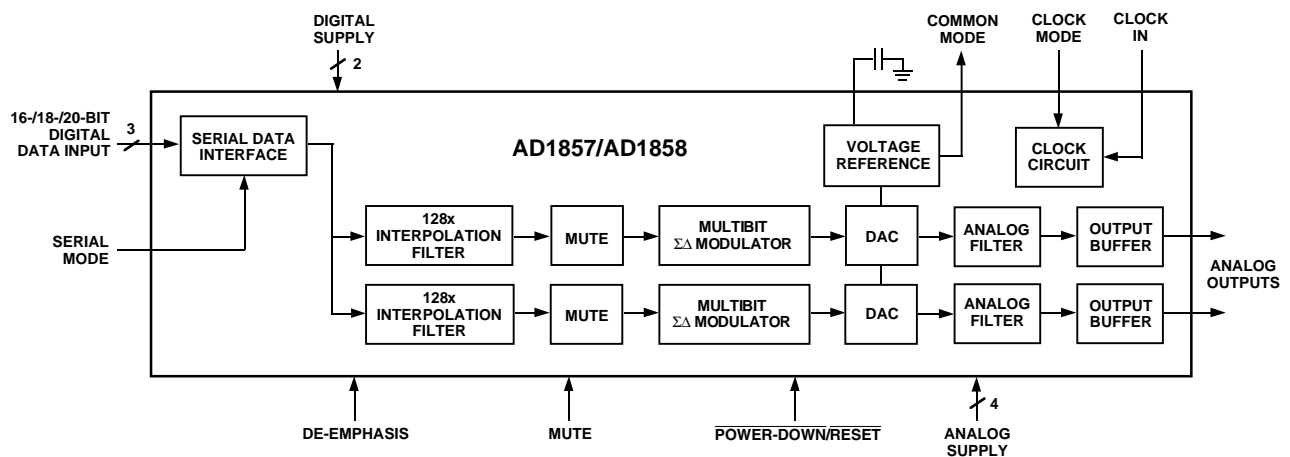 DIGITAL
SUPPLY
2
COMMON
MODE
CLOCK
MODE
CLOCK
IN
16-/18-/20-BIT
DIGITAL
DATA INPUT
3
SERIAL DATA
INTERFACE
AD1857/AD1858
VOLTAGE
REFERENCE
CLOCK
CIRCUIT
SERIAL
MODE
128x
INTERPOLATION
FILTER
MUTE
MULTIBIT
ΣΔ MODULATOR
DAC
ANALOG
FILTER
OUTPUT
BUFFER
128x
INTERPOLATION
FILTER
MUTE
MULTIBIT
ΣΔ MODULATOR
DAC
ANALOG
FILTER
OUTPUT
BUFFER
ANALOG
OUTPUTS
DE-EMPHASIS
MUTE
POWER-DOWN/RESET
4
ANALOG
SUPPLY